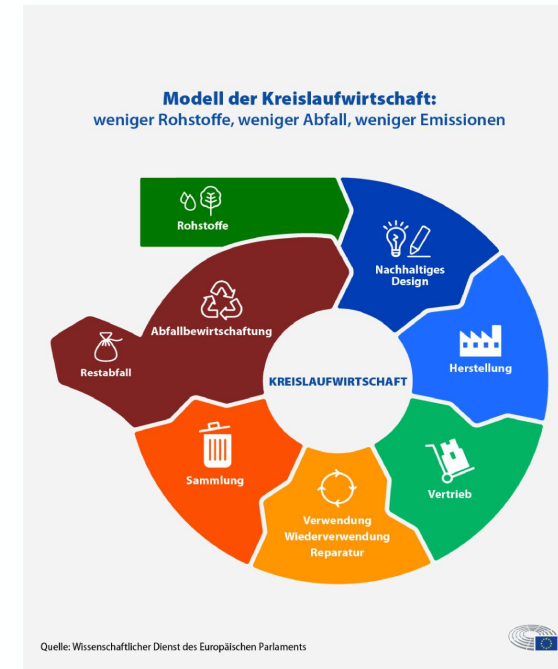 Modell der Kreislaufwirtschaft:
weniger Rohstoffe, weniger Abfall, weniger Emissionen
Rohstoffe
Nachhaltiges
Design
Herstellung
Vertrieb
Verwendung
Wiederverwendung
Reparatur
Sammlung
Abfallbewirtschaftung
Restabfall
KREISLAUFWIRTSCHAFT
Quelle: Wissenschaftlicher Dienst des Europäischen Parlaments